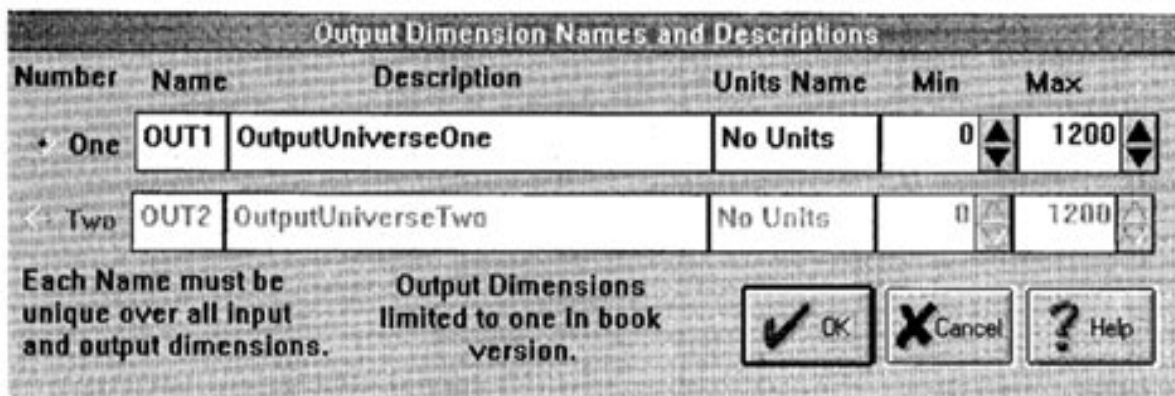 Output Dimension Names and Descriptions
Number Name Description Units Name Min Max
One OUT1 OutputUniverseOne No Units 0 1200
Two OUT2 OutputUniverseTwo No Units 0 1200
Each Name must be
unique over all input
and output dimensions.
Output Dimensions
limited to one in book
version.
OK Cancel Help